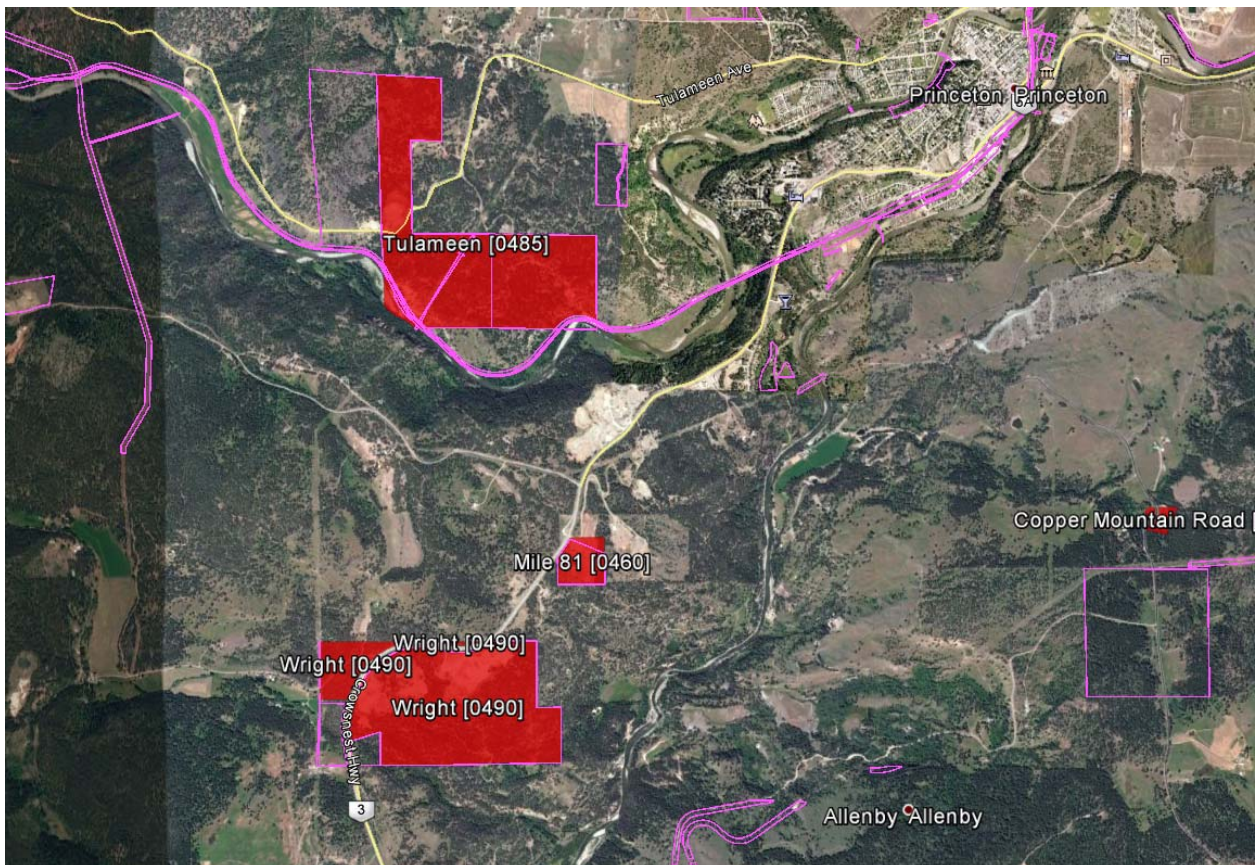 Tulameen Ave
Princeton Princeton
Tulameen [0485]
Copper Mountain Road
Mile 81 [0460]
Wright [0490]
Wright [0490]
Wright [0490]
Crowsnest Hwy
3
Allenby Allenby